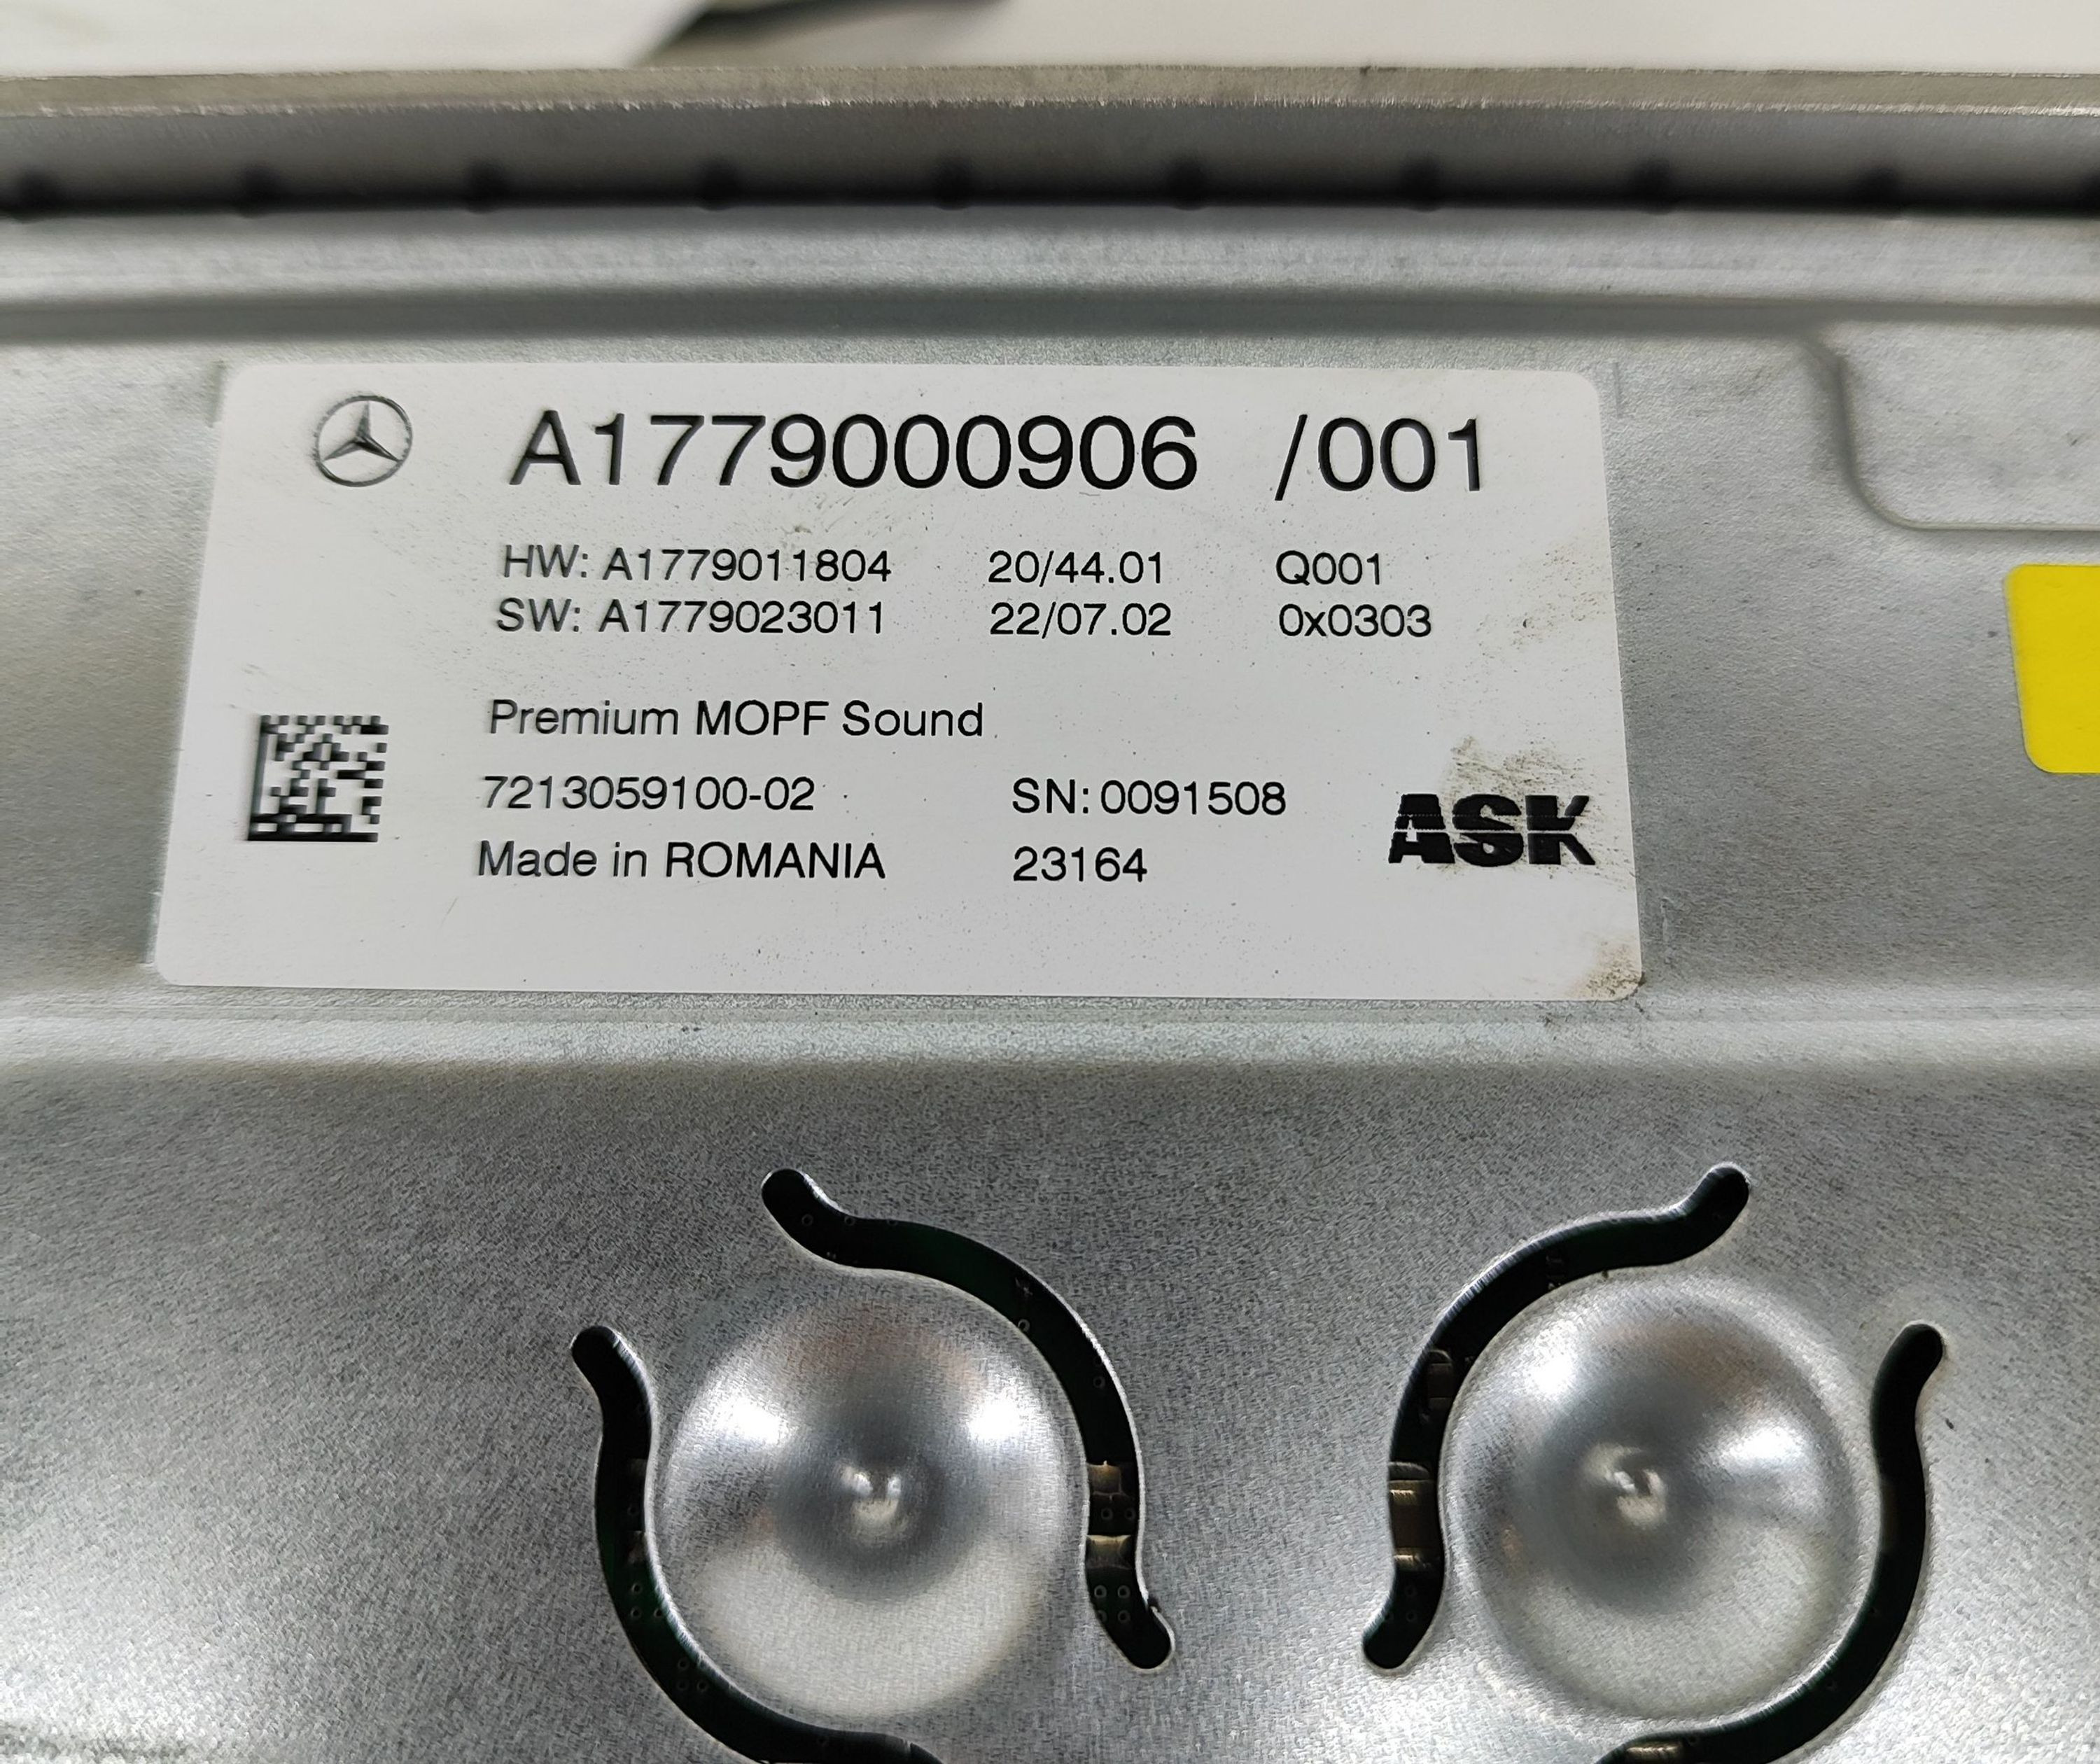 A1779000906 /001
HW: A1779011804 20/44.01 Q001
SW: A1779023011 22/07.02 0x0303
Premium MOPF Sound
7213059100-02 SN: 0091508
ASK
Made in ROMANIA 23164